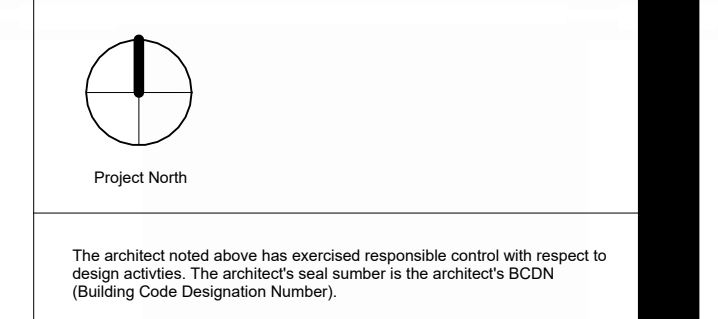 Project North
The architect noted above has exercised responsible control with respect to
design activties. The architect's seal sumber is the architect's BCDN
(Building Code Designation Number).